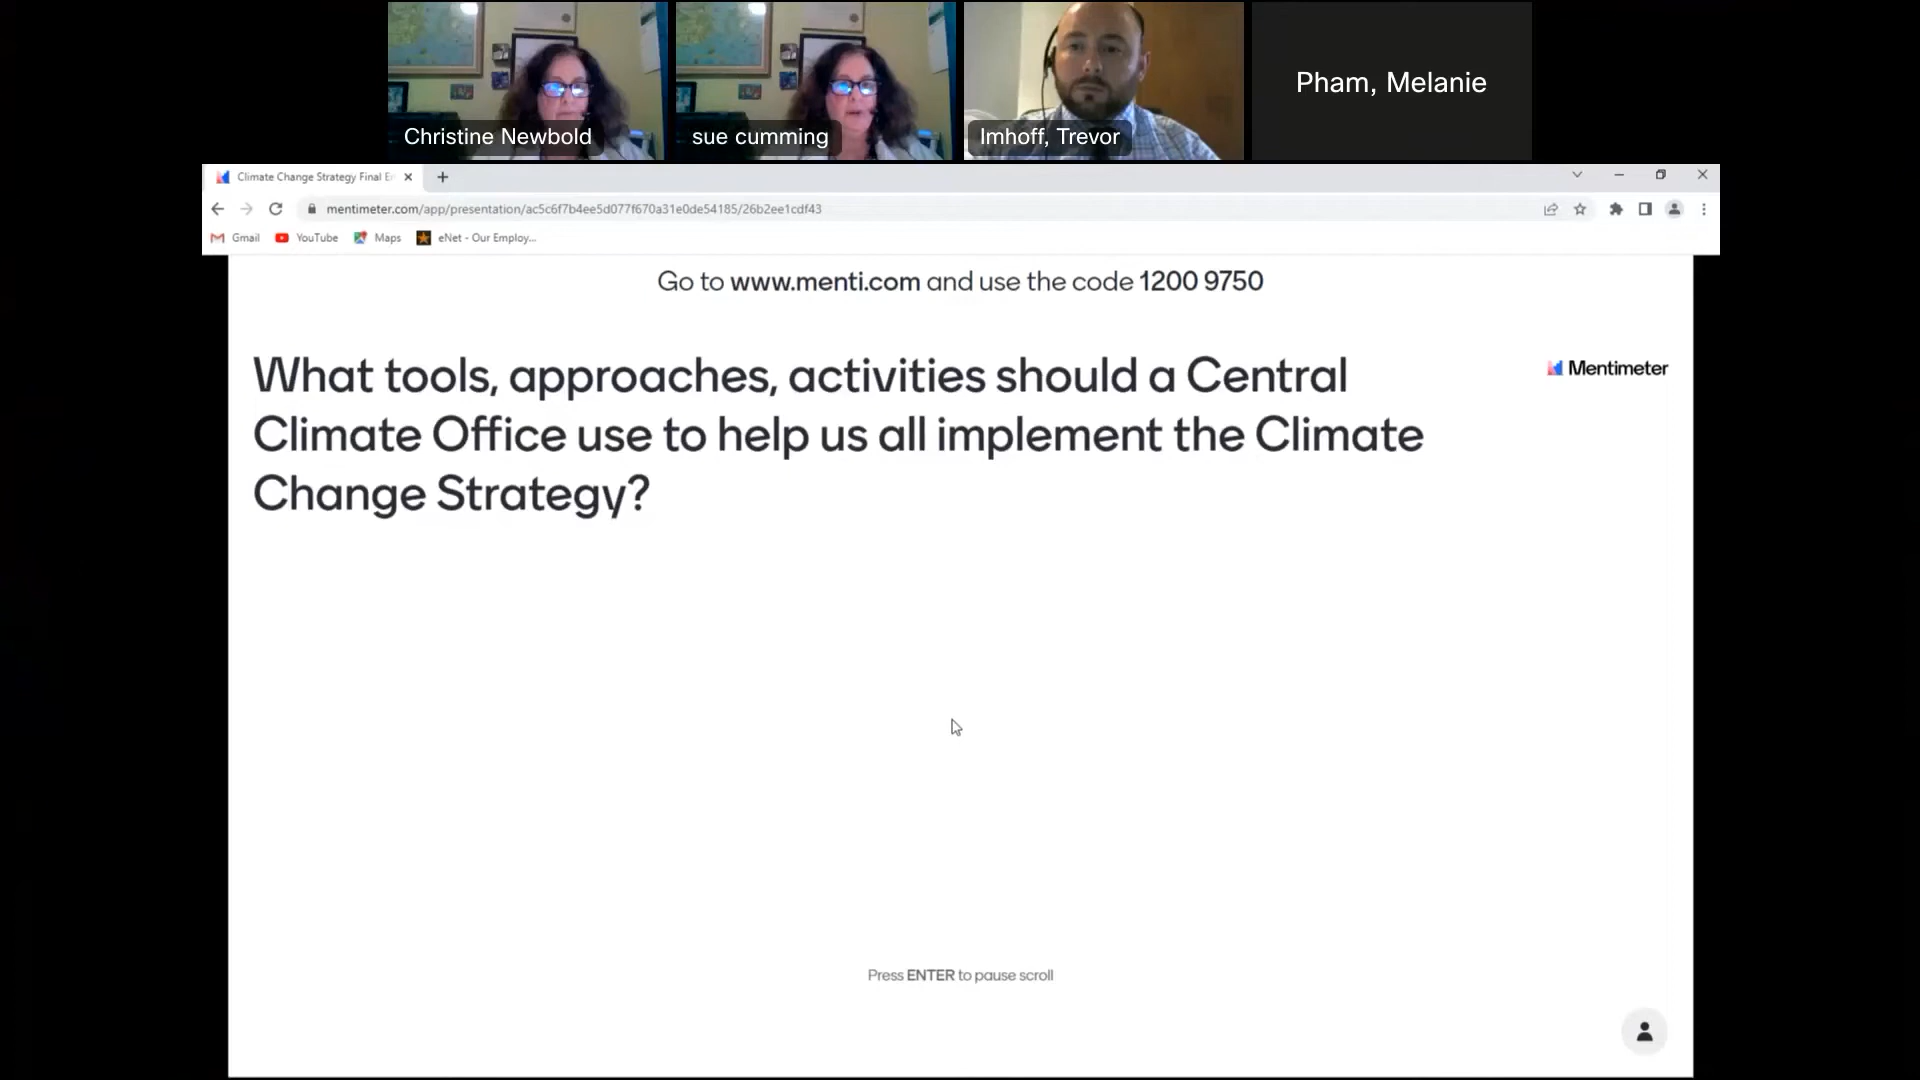 Christine Newbold
sue cumming
Imhoff, Trevor
Pham, Melanie
Climate Change Strategy Final E
mentimeter.com/app/presentation/ac5c6f7b4ee5d077f670a31e0de54185/26b2ee1cdf43
Gmail YouTube Maps eNet - Our Employ...
Go to www.menti.com and use the code 1200 9750
What tools, approaches, activities should a Central
Climate Office use to help us all implement the Climate
Change Strategy?
Mentimeter
Press ENTER to pause scroll